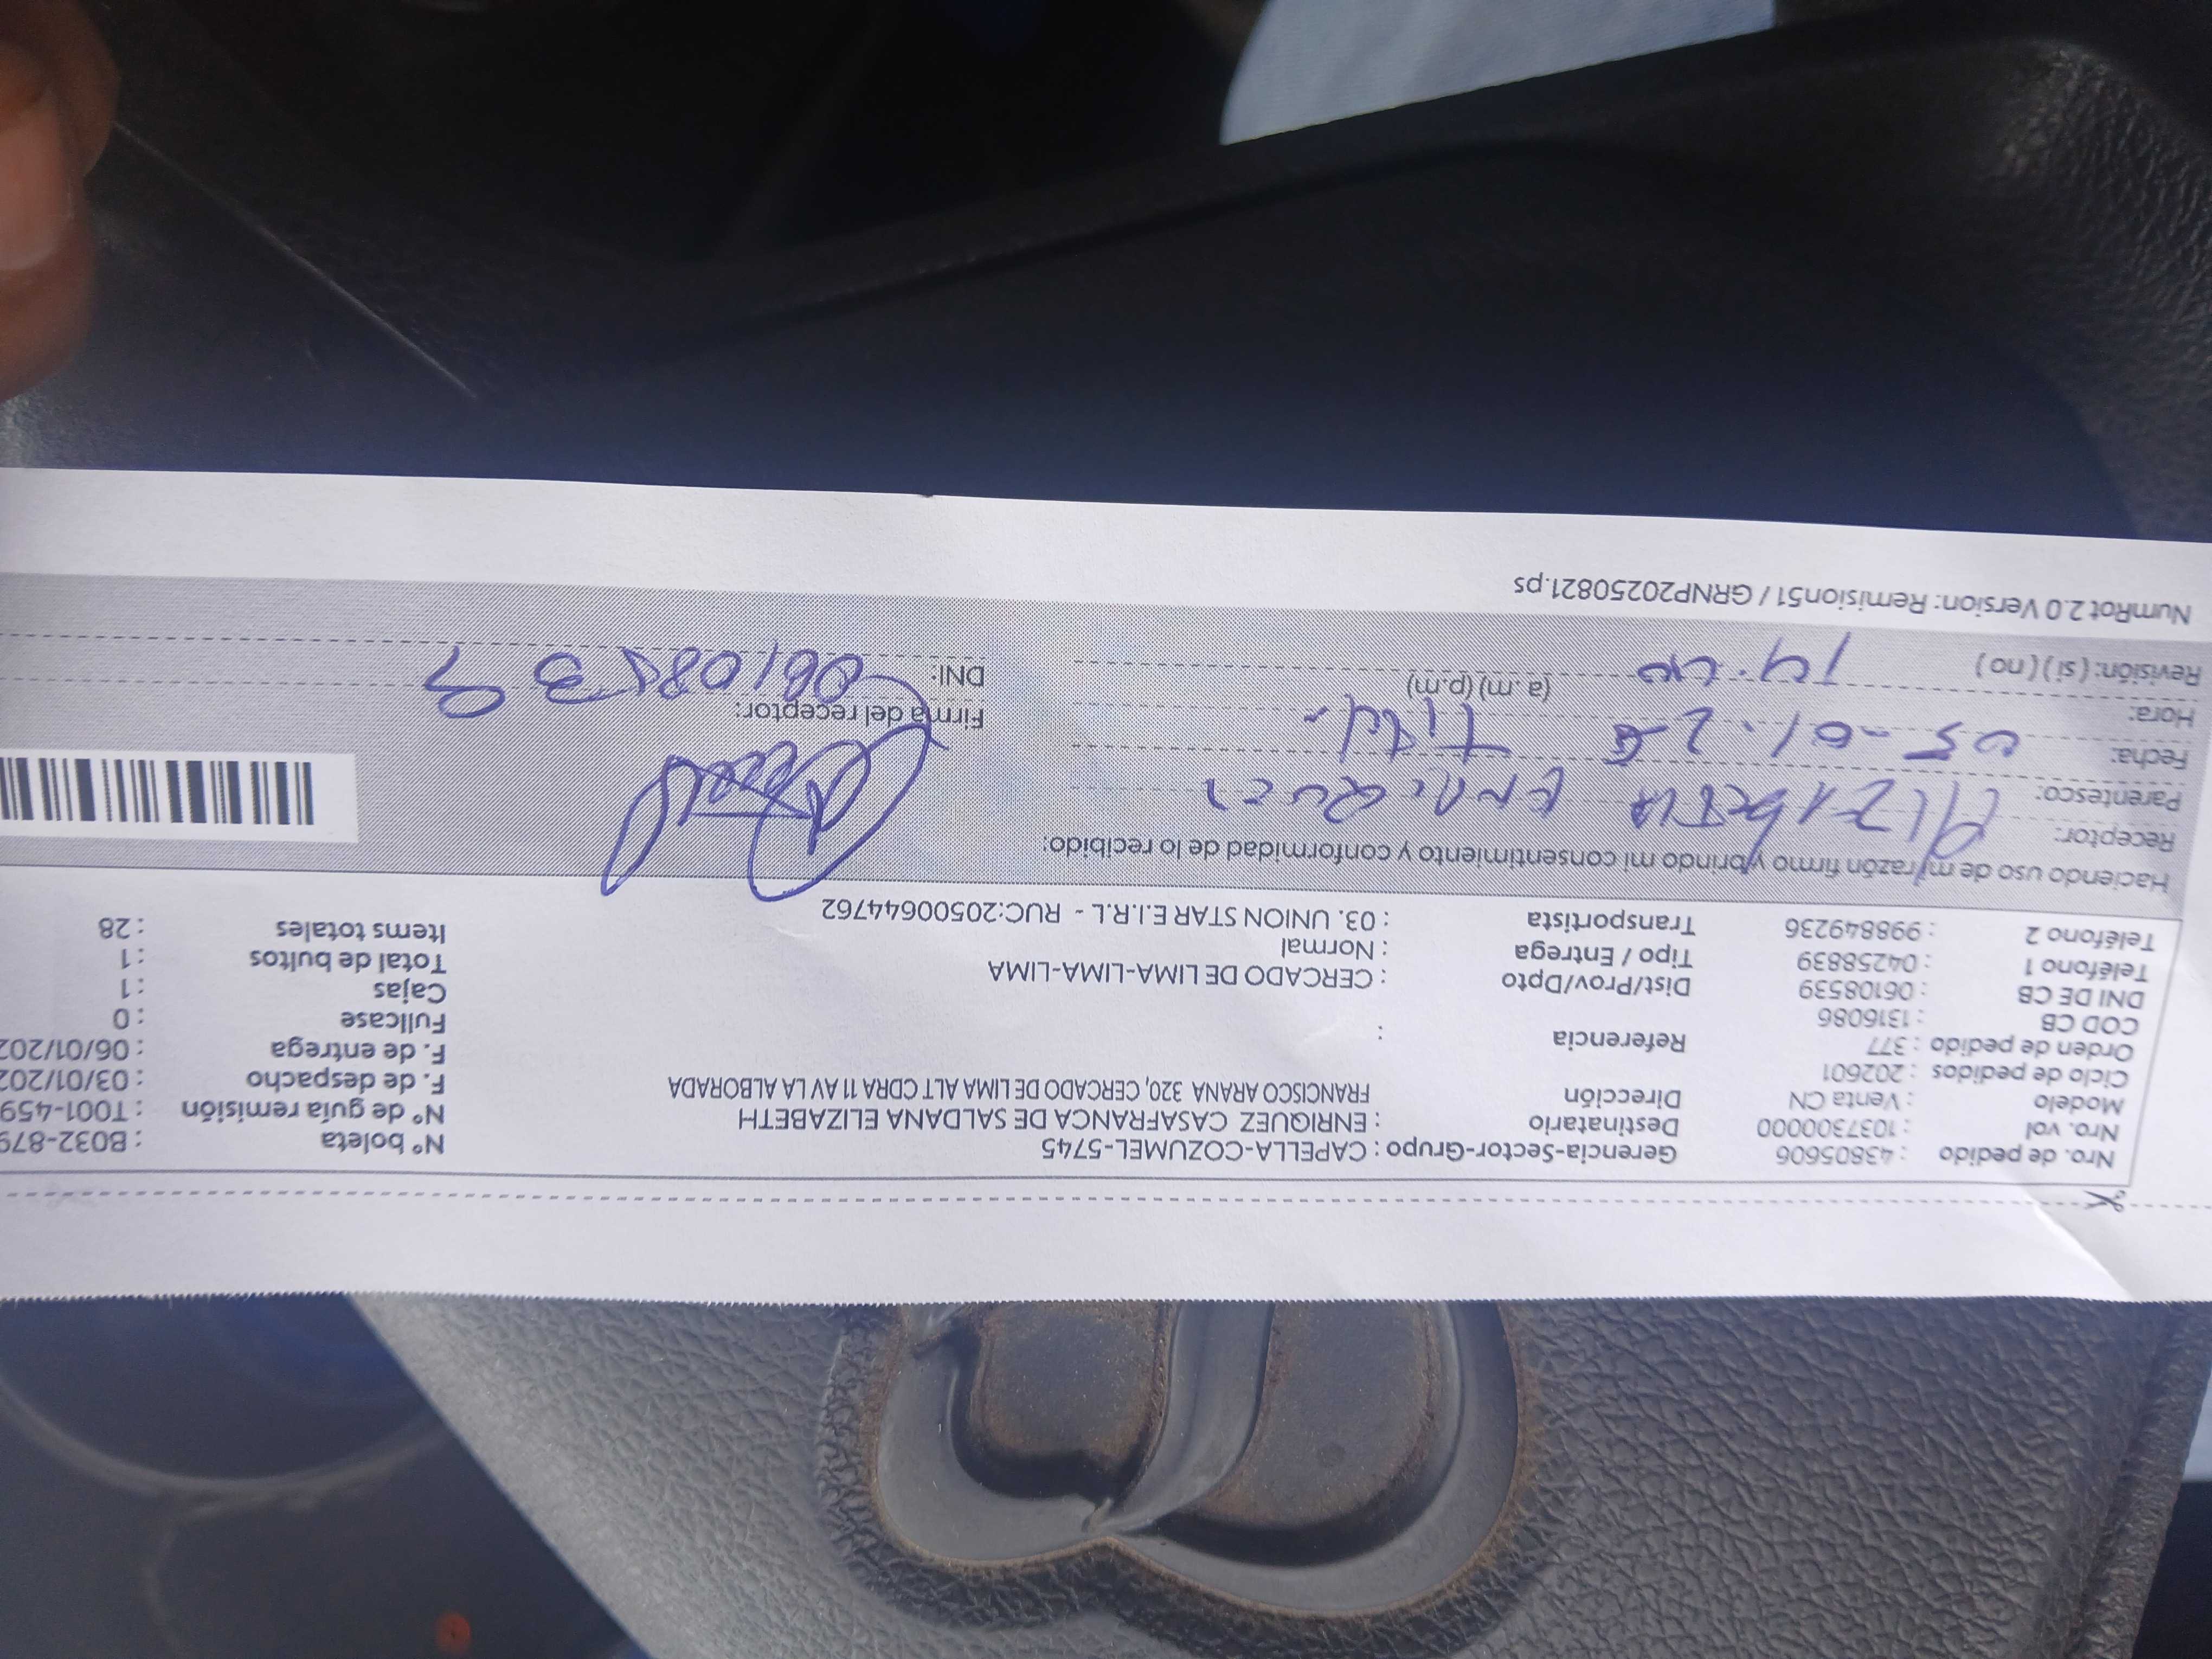 Nro. de pedido : 43805606 Gerencia-Sector-Grupo : CAPELLA-COZUMEL-5745 Nº boleta : B032-879
Nro. vol : 1037300000 Destinatario : ENRIQUEZ CASAFRANCA DE SALDANA ELIZABETH Nº de guía remisión : T001-459
Modelo : Venta CN Dirección FRANCISCO ARANA 320, CERCADO DE LIMA ALT CDRA 11 AV LA ALBORADA F. de despacho : 03/01/202
Ciclo de pedidos : 202601 F. de entrega : 06/01/202
Orden de pedido : 377 Referencia : Fullcase : 0
COD CB : 1316086 Cajas : 1
DNI DE CB : 06108539 Dist/Prov/Dpto : CERCADO DE LIMA-LIMA-LIMA Total de bultos : 1
Teléfono 1 : 04258839 Tipo / Entrega : Normal Items totales : 28
Teléfono 2 : 998849236 Transportista : 03. UNION STAR E.I.R.L - RUC:20500644762
Haciendo uso de mi razón firmo y brindo mi consentimiento y conformidad de lo recibido:
Receptor:
Parentesco: Enriquez
Fecha: 05-01-26 Firma del receptor:
Hora: (a.m) (p.m) DNI: 06108539
Revisión: ( si ) ( no ) 14.40
NumRot 2.0 Version: Remision51 / GRNP20250821.ps